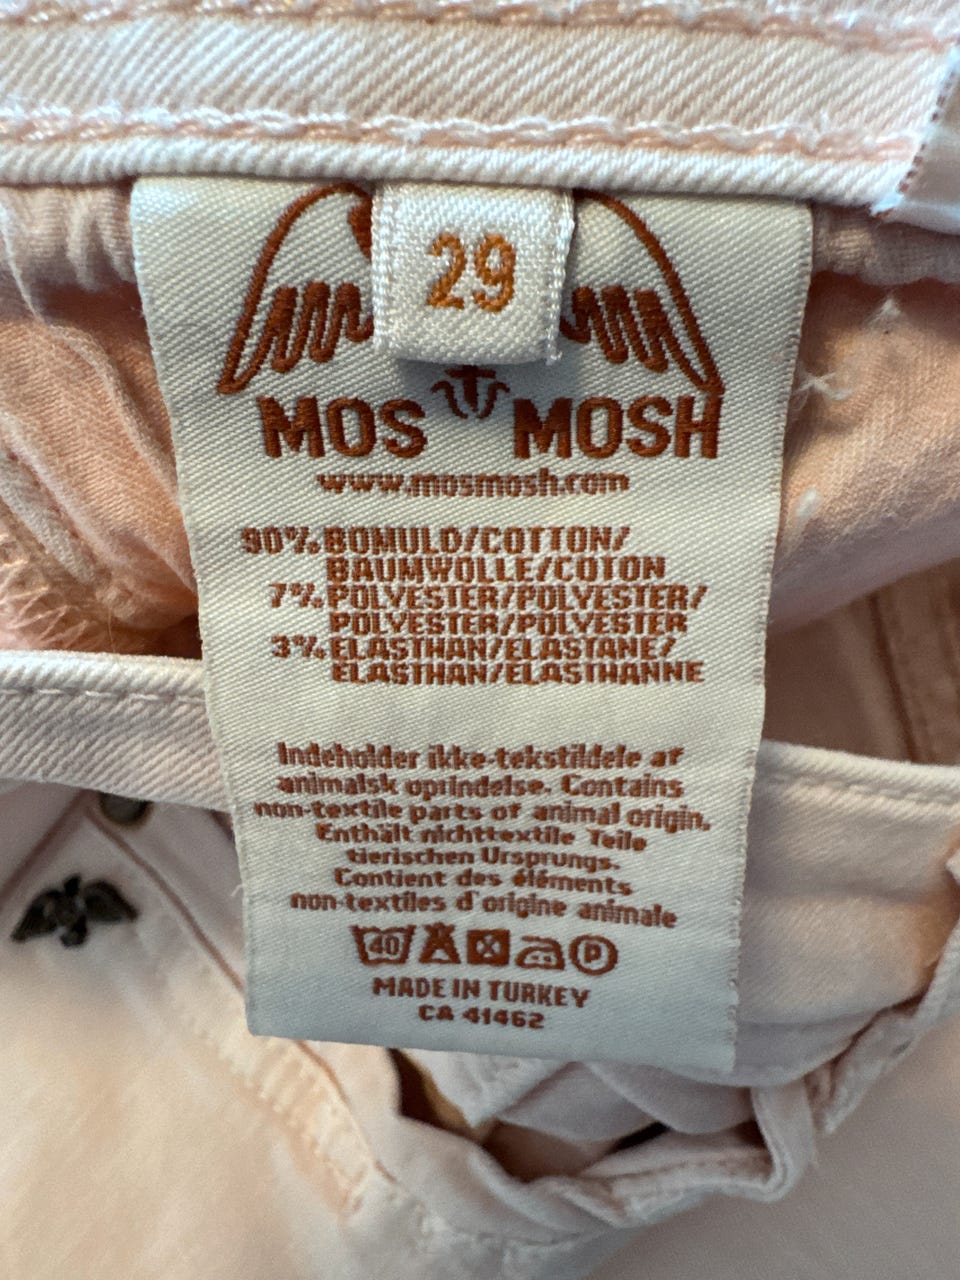 29
MOS MOSH
www.mosmosh.com
90% BOMULD/COTTON/
BAUMWOLLE/COTON
7% POLYESTER/POLYESTER/
POLYESTER/POLYESTER
3% ELASTHAN/ELASTANE/
ELASTHAN/ELASTHANNE
Indeholder ikke-tekstildele af
animalsk oprindelse. Contains
non-textile parts of animal origin.
Enthält nichttextile Teile
tierischen Ursprungs.
Contient des éléments
non-textiles d'origine animale
40 P
MADE IN TURKEY
CA 41462